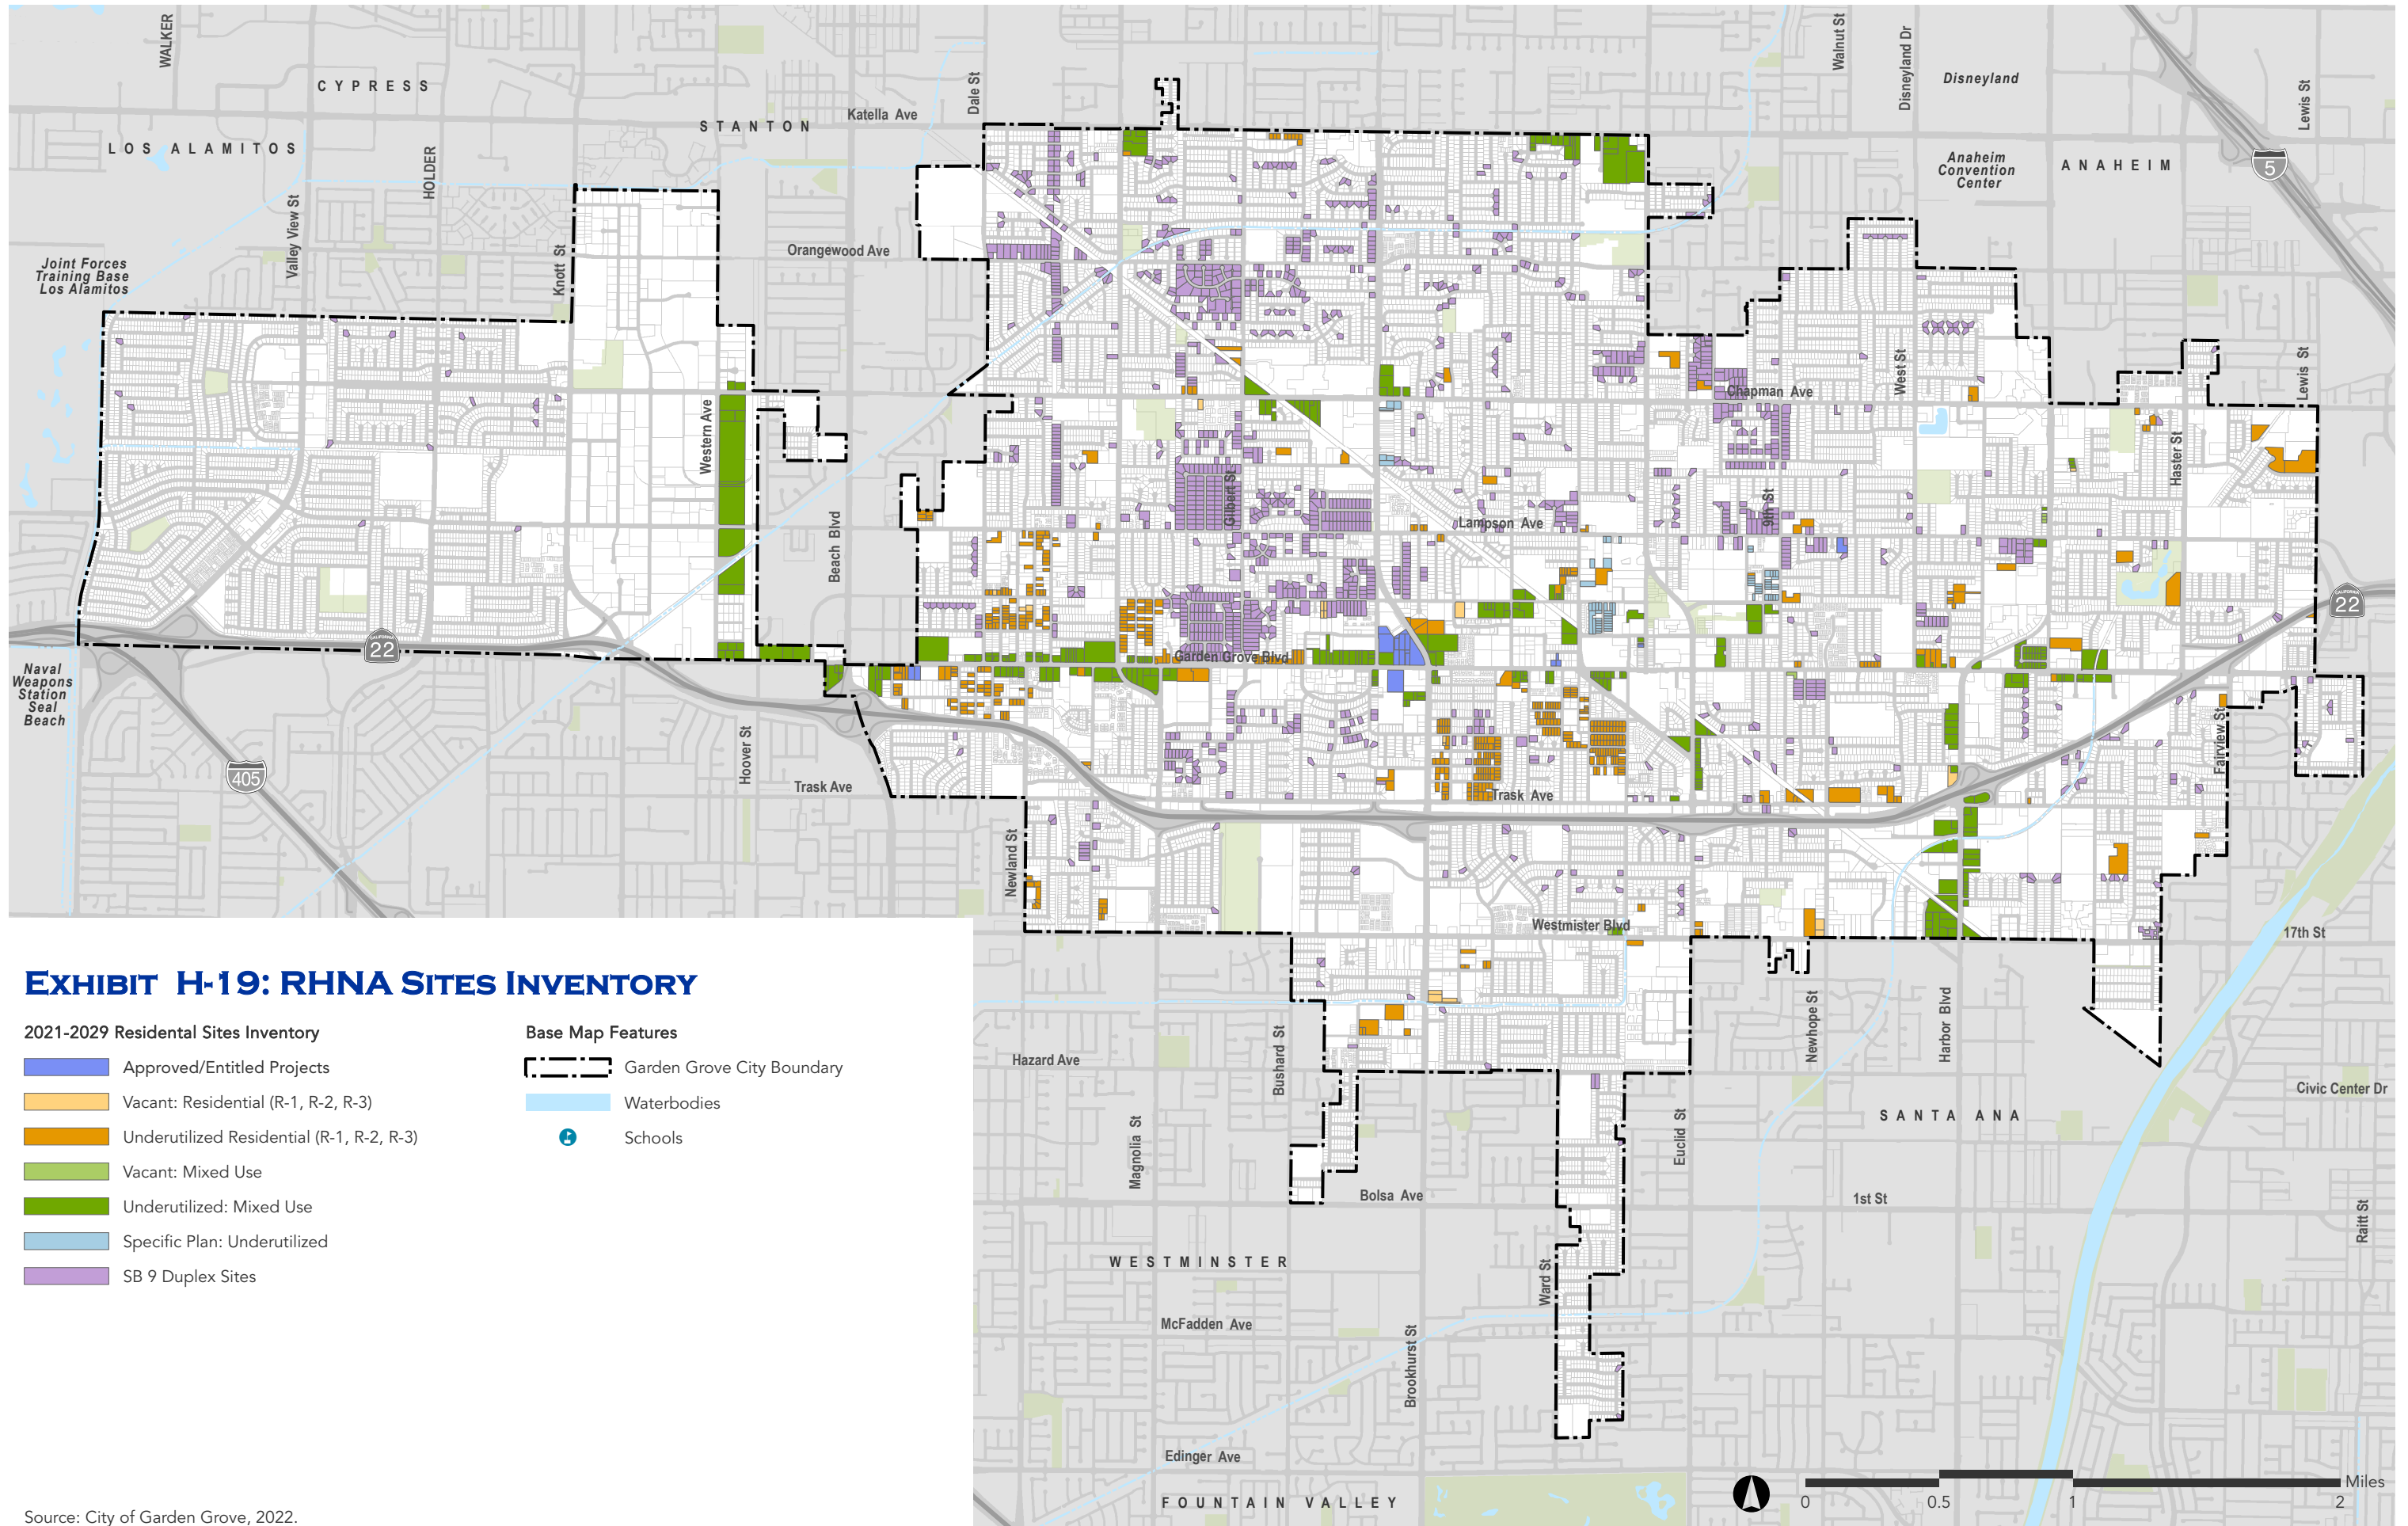 WALKER
CYPRESS
LOS ALAMITOS
HOLDER
Valley View St
Knott St
Joint Forces
Training Base
Los Alamitos
STANTON
Katella Ave
Dale St
Orangewood Ave
Walnut St
Disneyland Dr
Disneyland
Anaheim
Convention
Center
ANAHEIM
Lewis St
5
Western Ave
Beach Blvd
Gilbert St
Chapman Ave
West St
Lewis St
Haster St
9th St
Lampson Ave
Garden Grove Blvd
CALIFORNIA
22
CALIFORNIA
22
Naval
Weapons
Station
Seal
Beach
405
Hoover St
Trask Ave
Trask Ave
Fairview St
Newland St
Westmister Blvd
17th St
Hazard Ave
Bushard St
Magnolia St
Newhope St
Harbor Blvd
Euclid St
Civic Center Dr
SANTA ANA
Bolsa Ave
1st St
Raitt St
WESTMINSTER
Ward St
McFadden Ave
Brookhurst St
Edinger Ave
FOUNTAIN VALLEY
EXHIBIT H-19: RHNA SITES INVENTORY
2021-2029 Residental Sites Inventory
Approved/Entitled Projects
Vacant: Residential (R-1, R-2, R-3)
Underutilized Residential (R-1, R-2, R-3)
Vacant: Mixed Use
Underutilized: Mixed Use
Specific Plan: Underutilized
SB 9 Duplex Sites
Base Map Features
Garden Grove City Boundary
Waterbodies
Schools
0 0.5 1 2 Miles
Source: City of Garden Grove, 2022.